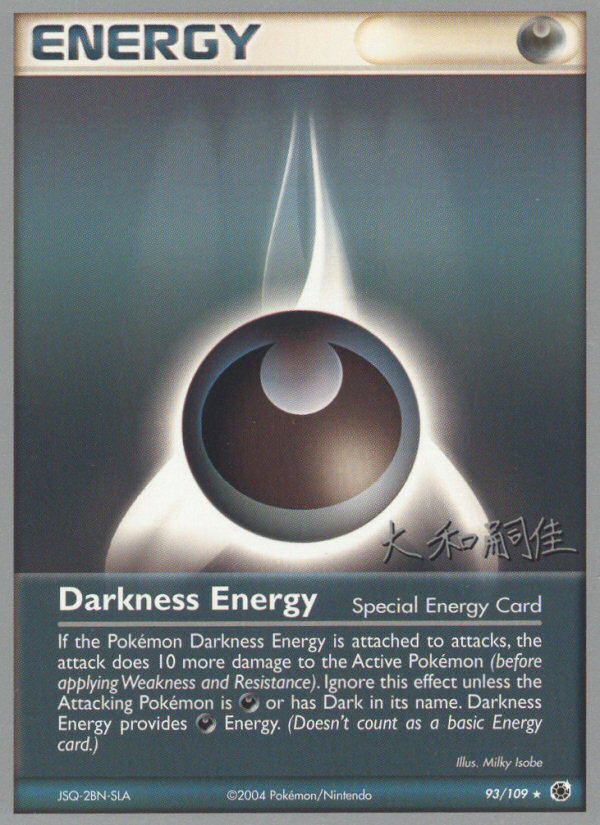 ENERGY
大和嗣佳
Darkness Energy Special Energy Card
If the Pokémon Darkness Energy is attached to attacks, the
attack does 10 more damage to the Active Pokémon (before
applying Weakness and Resistance). Ignore this effect unless the
Attacking Pokémon is or has Dark in its name. Darkness
Energy provides Energy. (Doesn't count as a basic Energy
card.)
Illus. Milky Isobe
JSQ-2BN-SLA ©2004 Pokémon/Nintendo 93/109 ★